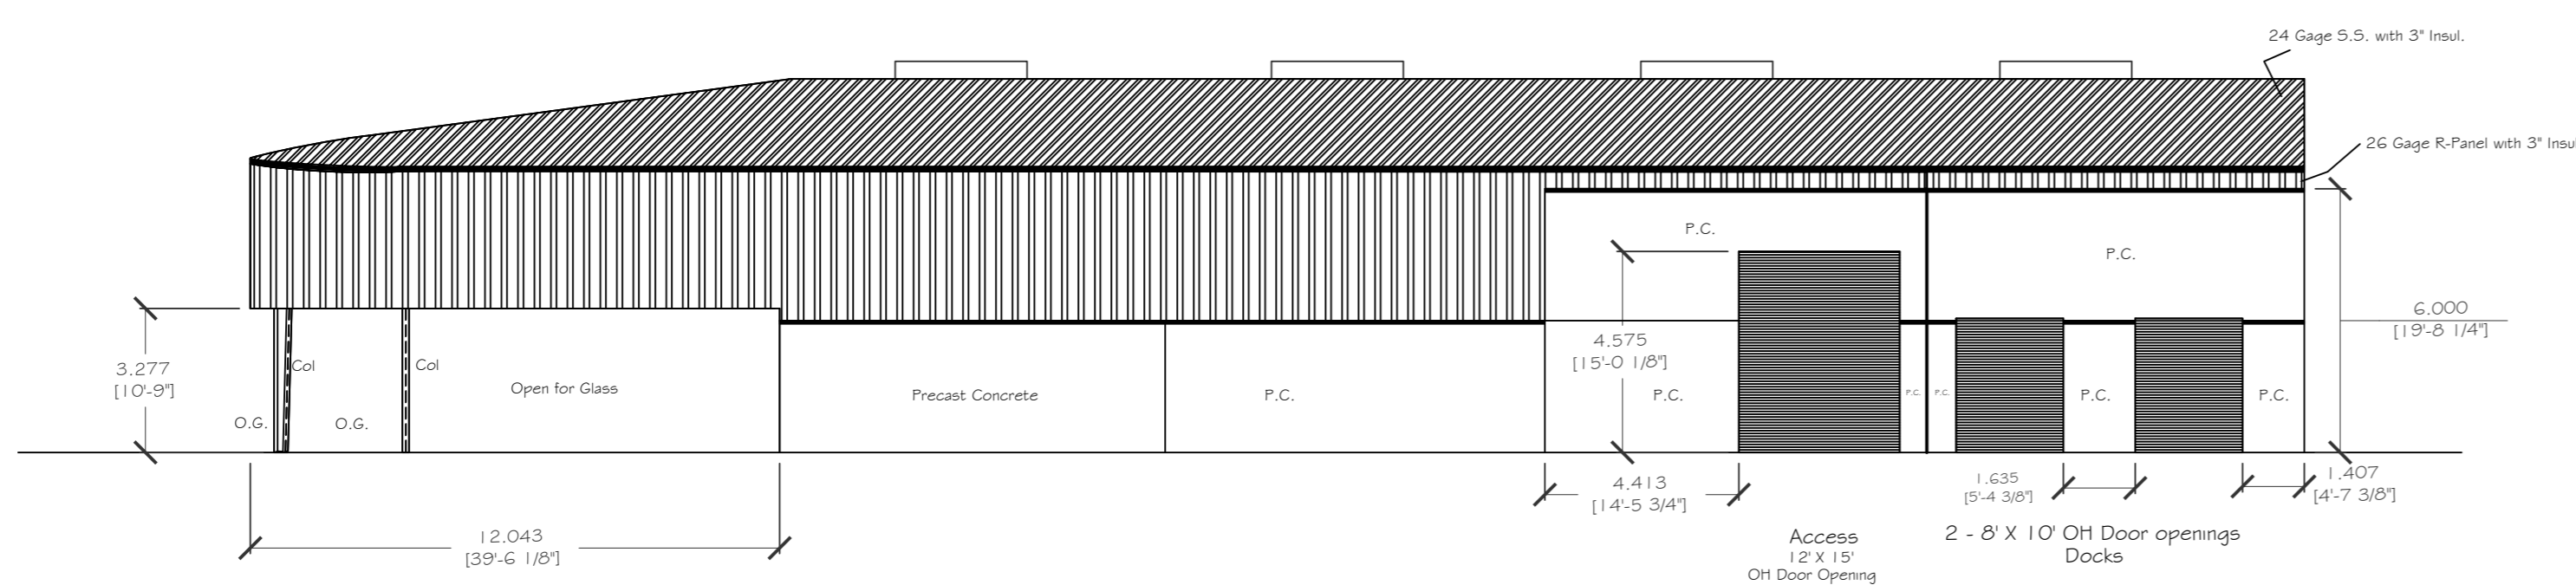 24 Gage S.S. with 3" Insul.
26 Gage R-Panel with 3" Insul
P.C.
P.C.
6.000
[19'-8 1/4"]
4.575
[15'-0 1/8"]
3.277
[10'-9"]
Col
Col
Open for Glass
Precast Concrete
P.C.
P.C.
P.C.
P.C.
P.C.
P.C.
O.G.
O.G.
4.413
[14'-5 3/4"]
1.635
[5'-4 3/8"]
1.407
[4'-7 3/8"]
12.043
[39'-6 1/8"]
Access
12' X 15'
OH Door Opening
2 - 8' X 10' OH Door openings
Docks